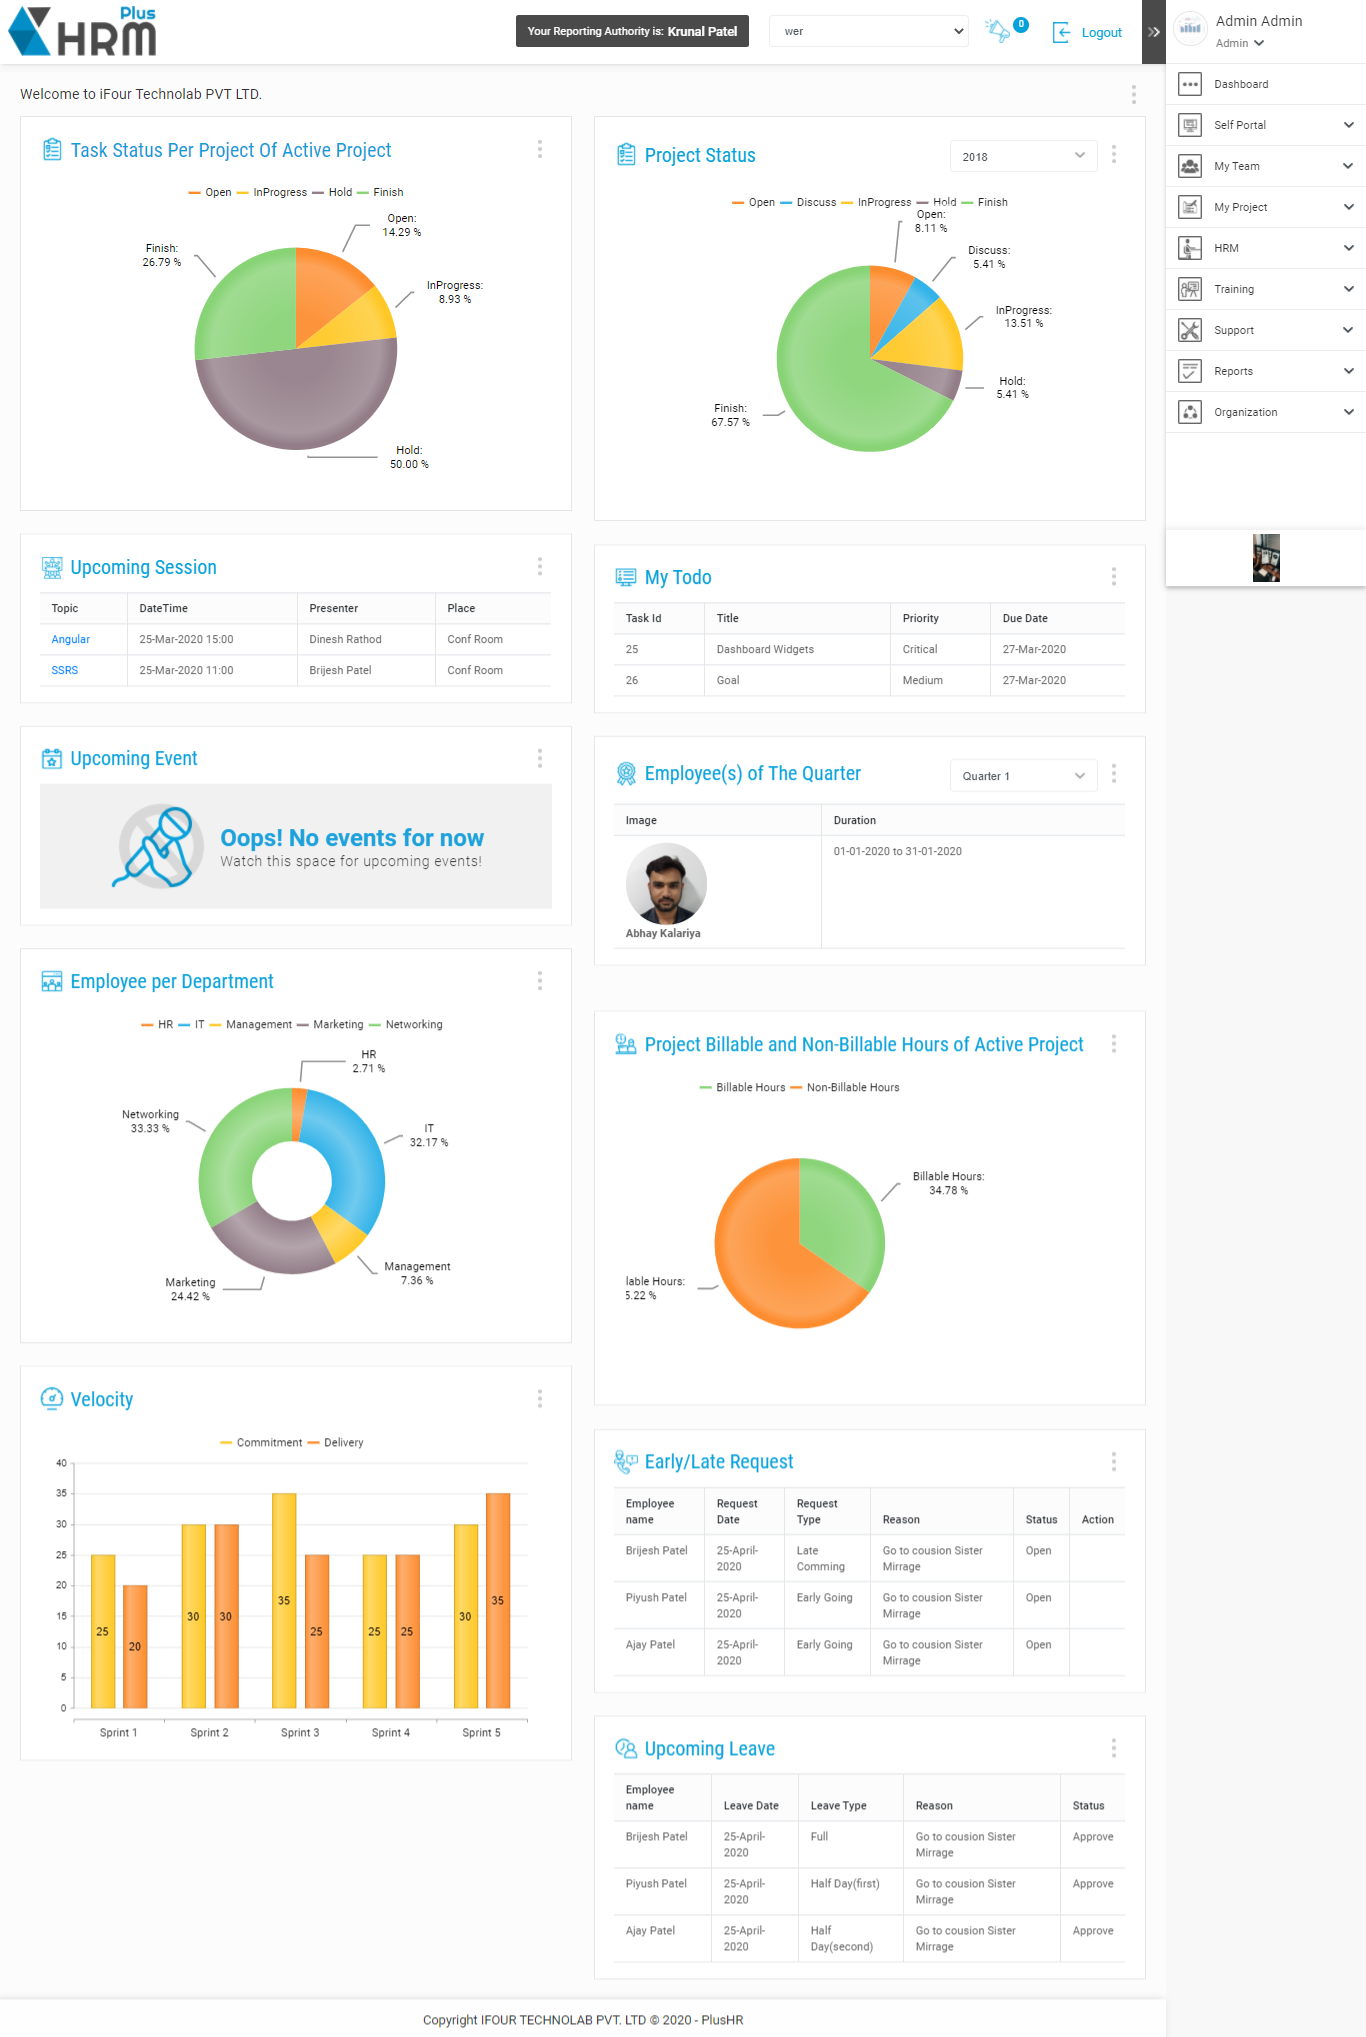 Plus
HRM
Your Reporting Authority is: Krunal Patel
wer
0
Logout
Admin Admin
Admin
Dashboard
Self Portal
My Team
My Project
HRM
Training
Support
Reports
Organization
Welcome to iFour Technolab PVT LTD.
Task Status Per Project Of Active Project
Open InProgress Hold Finish
Open:
14.29 %
InProgress:
8.93 %
Hold:
50.00 %
Finish:
26.79 %
Project Status
2018
Open Discuss InProgress Hold Finish
Open:
8.11 %
Discuss:
5.41 %
InProgress:
13.51 %
Hold:
5.41 %
Finish:
67.57 %
Upcoming Session
Topic DateTime Presenter Place
Angular 25-Mar-2020 15:00 Dinesh Rathod Conf Room
SSRS 25-Mar-2020 11:00 Brijesh Patel Conf Room
My Todo
Task Id Title Priority Due Date
25 Dashboard Widgets Critical 27-Mar-2020
26 Goal Medium 27-Mar-2020
Upcoming Event
Oops! No events for now
Watch this space for upcoming events!
Employee(s) of The Quarter
Quarter 1
Image Duration
01-01-2020 to 31-01-2020
Abhay Kalariya
Employee per Department
HR IT Management Marketing Networking
HR
2.71 %
IT
32.17 %
Management
7.36 %
Marketing
24.42 %
Networking
33.33 %
Project Billable and Non-Billable Hours of Active Project
Billable Hours Non-Billable Hours
Billable Hours:
34.78 %
lable Hours:
5.22 %
Velocity
Commitment Delivery
40
35
30
25
20
15
10
5
0
25 20 30 30 35 25 25 25 30 35
Sprint 1 Sprint 2 Sprint 3 Sprint 4 Sprint 5
Early/Late Request
Employee name Request Date Request Type Reason Status Action
Brijesh Patel 25-April-2020 Late Comming Go to cousion Sister Mirrage Open
Piyush Patel 25-April-2020 Early Going Go to cousion Sister Mirrage Open
Ajay Patel 25-April-2020 Early Going Go to cousion Sister Mirrage Open
Upcoming Leave
Employee name Leave Date Leave Type Reason Status
Brijesh Patel 25-April-2020 Full Go to cousion Sister Mirrage Approve
Piyush Patel 25-April-2020 Half Day(first) Go to cousion Sister Mirrage Approve
Ajay Patel 25-April-2020 Half Day(second) Go to cousion Sister Mirrage Approve
Copyright IFOUR TECHNOLAB PVT. LTD © 2020 - PlusHR